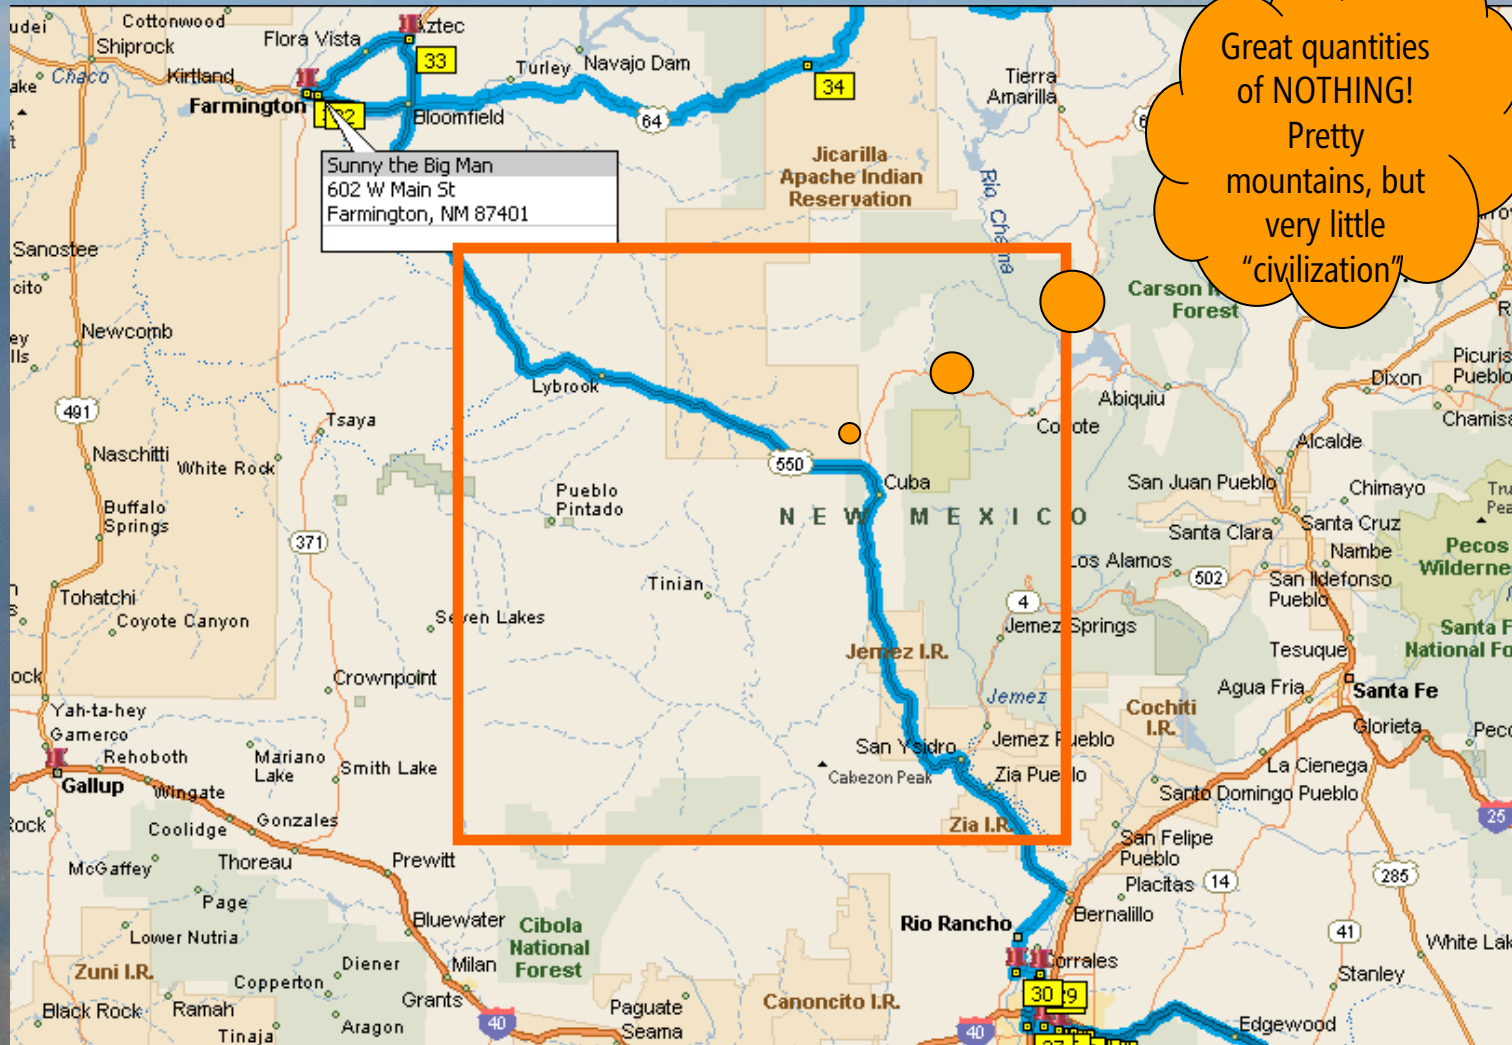 Great quantities
of NOTHING!
Pretty
mountains, but
very little
“civilization”.
Cottonwood
Shiprock
Flora Vista
Aztec
33
Chaco
Kirtland
Farmington
Bloomfield
Turley
Navajo Dam
34
64
Tierra
Amarilla
Sunny the Big Man
602 W Main St
Farmington, NM 87401
Jicarilla
Apache Indian
Reservation
Rio Chama
Sanostee
Newcomb
Carson
Forest
Lybrook
491
Tsaya
Naschitti
White Rock
Buffalo
Springs
371
Pueblo
Pintado
550
Cuba
Coyote
Abiquiu
Dixon
Picuris
Pueblo
Alcalde
San Juan Pueblo
Chimayo
NEW MEXICO
Santa Clara
Santa Cruz
Nambe
Los Alamos
502
San Ildefonso
Pueblo
Pecos
Tohatchi
Coyote Canyon
Seven Lakes
Tinian
4
Jemez Springs
Jemez I.R.
Tesuque
Santa F
National Fo
Crownpoint
Jemez
Cochiti
I.R.
Agua Fria
Santa Fe
Glorieta
Yah-ta-hey
Gamerco
Rehoboth
Gallup
Wingate
Mariano
Lake
Smith Lake
San Ysidro
Jemez Pueblo
Cabezon Peak
Zia Pueblo
La Cienega
Santo Domingo Pueblo
25
Coolidge
Gonzales
Zia I.R.
San Felipe
Pueblo
McGaffey
Thoreau
Prewitt
Placitas
14
285
Page
Bluewater
Cibola
National
Forest
Rio Rancho
Bernalillo
Lower Nutria
41
Corrales
Zuni I.R.
Diener
Milan
Copperton
Grants
Stanley
Black Rock
Ramah
Tinaja
Aragon
40
Paguate
Seama
Canoncito I.R.
30
40
Edgewood